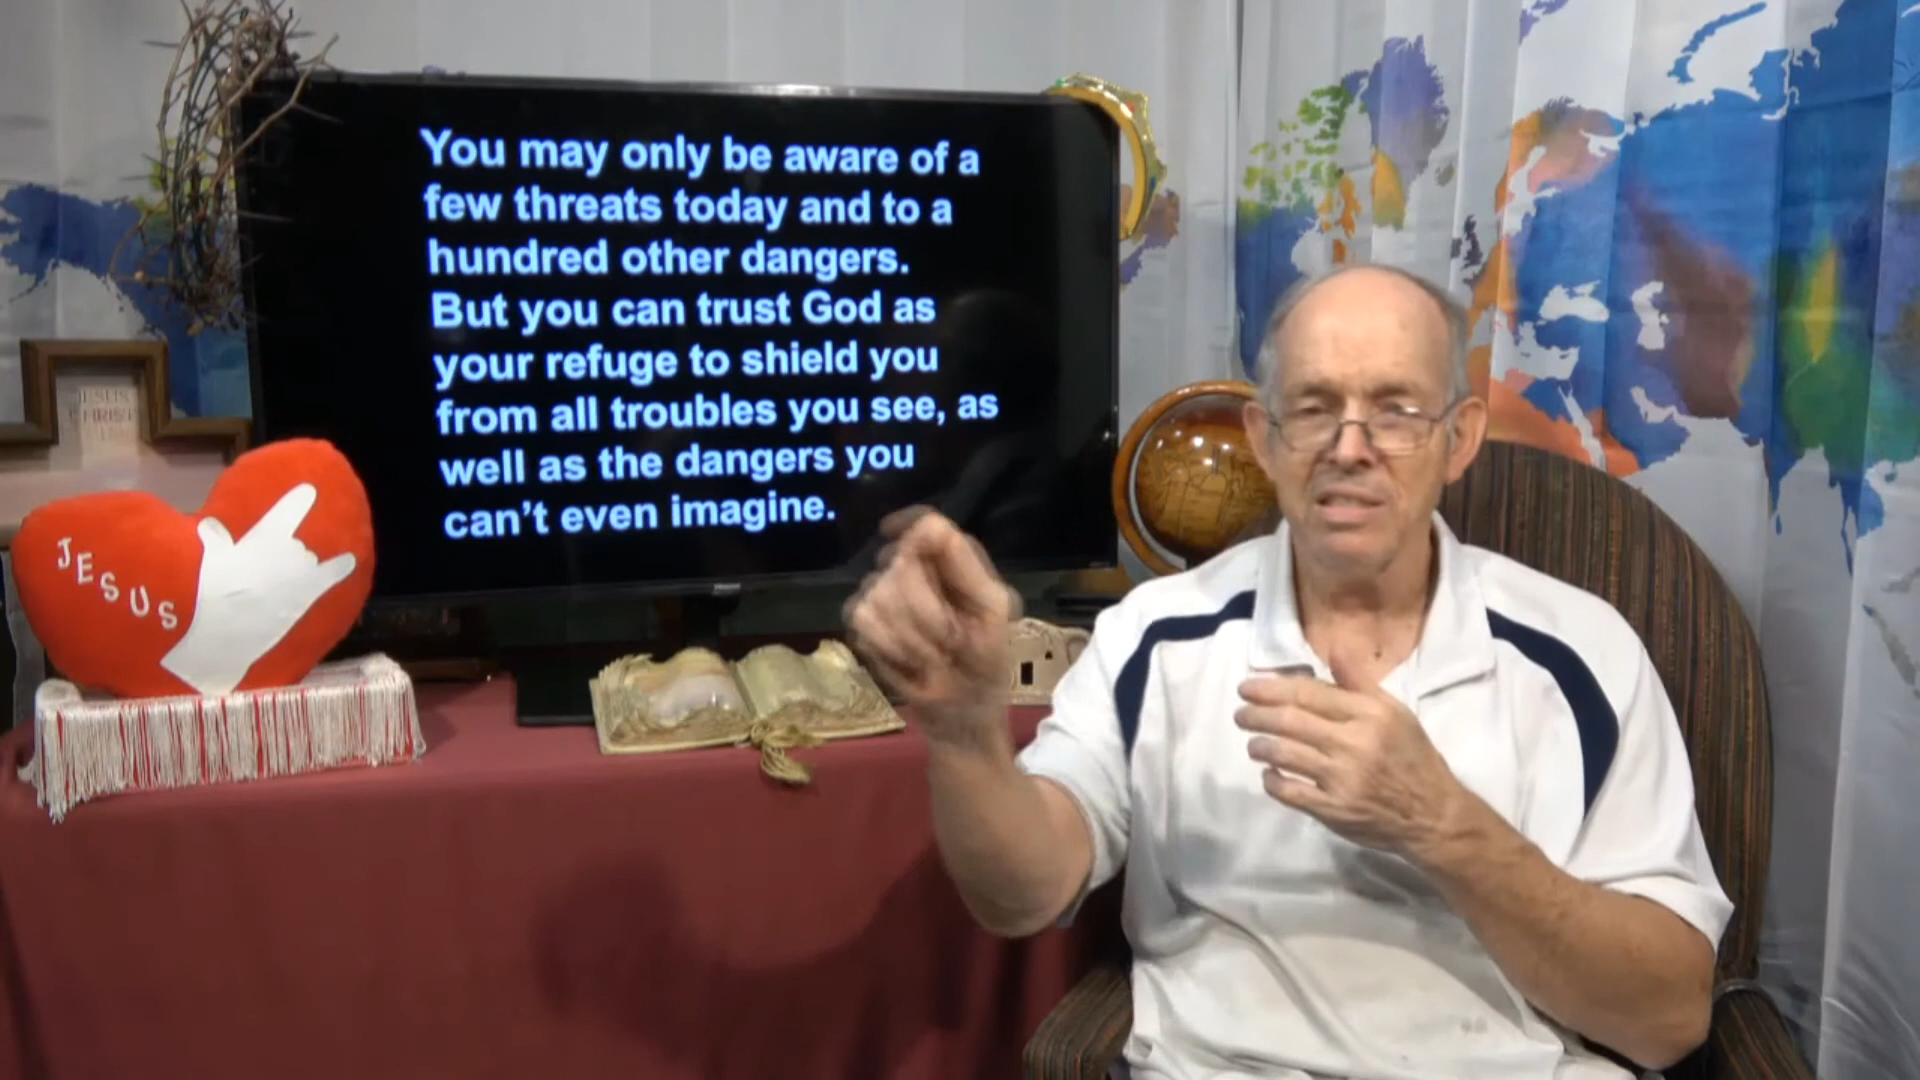 You may only be aware of a
few threats today and to a
hundred other dangers.
But you can trust God as
your refuge to shield you
from all troubles you see, as
well as the dangers you
can't even imagine.
JESUS
CHRIST
JESUS